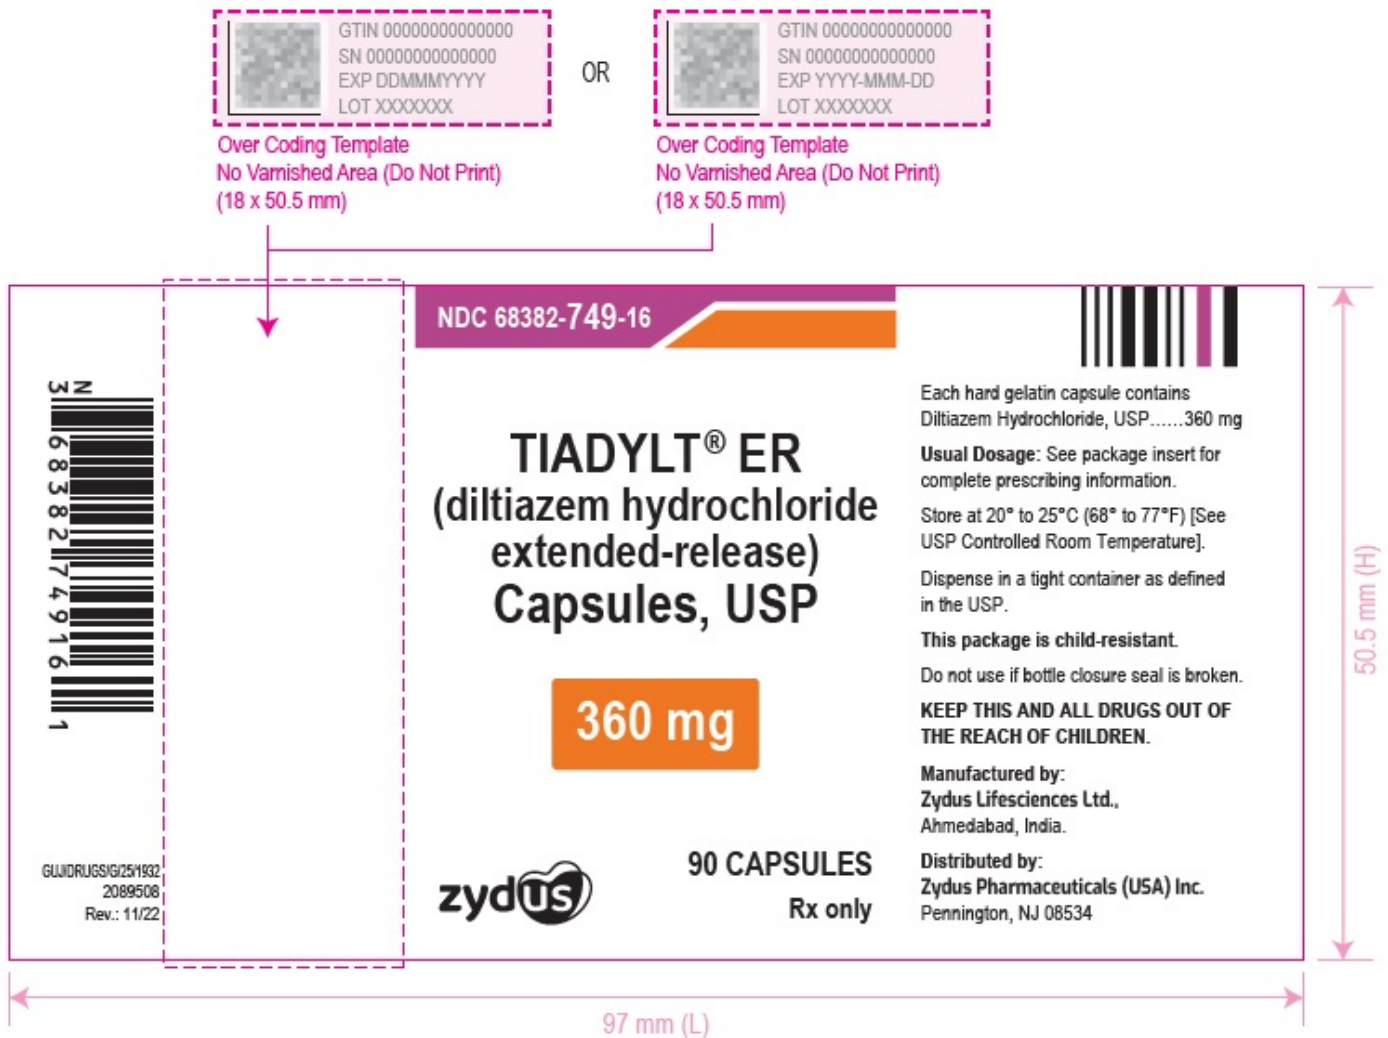 GTIN 00000000000000
SN 00000000000000
EXP DDMMMYYYY
LOT XXXXXXX
OR
GTIN 00000000000000
SN 00000000000000
EXP YYYY-MMM-DD
LOT XXXXXXX
Over Coding Template
No Varnished Area (Do Not Print)
(18 x 50.5 mm)
Over Coding Template
No Varnished Area (Do Not Print)
(18 x 50.5 mm)
N
3 68382 74916 1
GUJ/DRUGS/G/25/1932
2089508
Rev.: 11/22
NDC 68382-749-16
TIADYLT® ER
(diltiazem hydrochloride
extended-release)
Capsules, USP
360 mg
zydus
90 CAPSULES
Rx only
Each hard gelatin capsule contains
Diltiazem Hydrochloride, USP......360 mg
Usual Dosage: See package insert for
complete prescribing information.
Store at 20° to 25°C (68° to 77°F) [See
USP Controlled Room Temperature].
Dispense in a tight container as defined
in the USP.
This package is child-resistant.
Do not use if bottle closure seal is broken.
KEEP THIS AND ALL DRUGS OUT OF
THE REACH OF CHILDREN.
Manufactured by:
Zydus Lifesciences Ltd.,
Ahmedabad, India.
Distributed by:
Zydus Pharmaceuticals (USA) Inc.
Pennington, NJ 08534
50.5 mm (H)
97 mm (L)